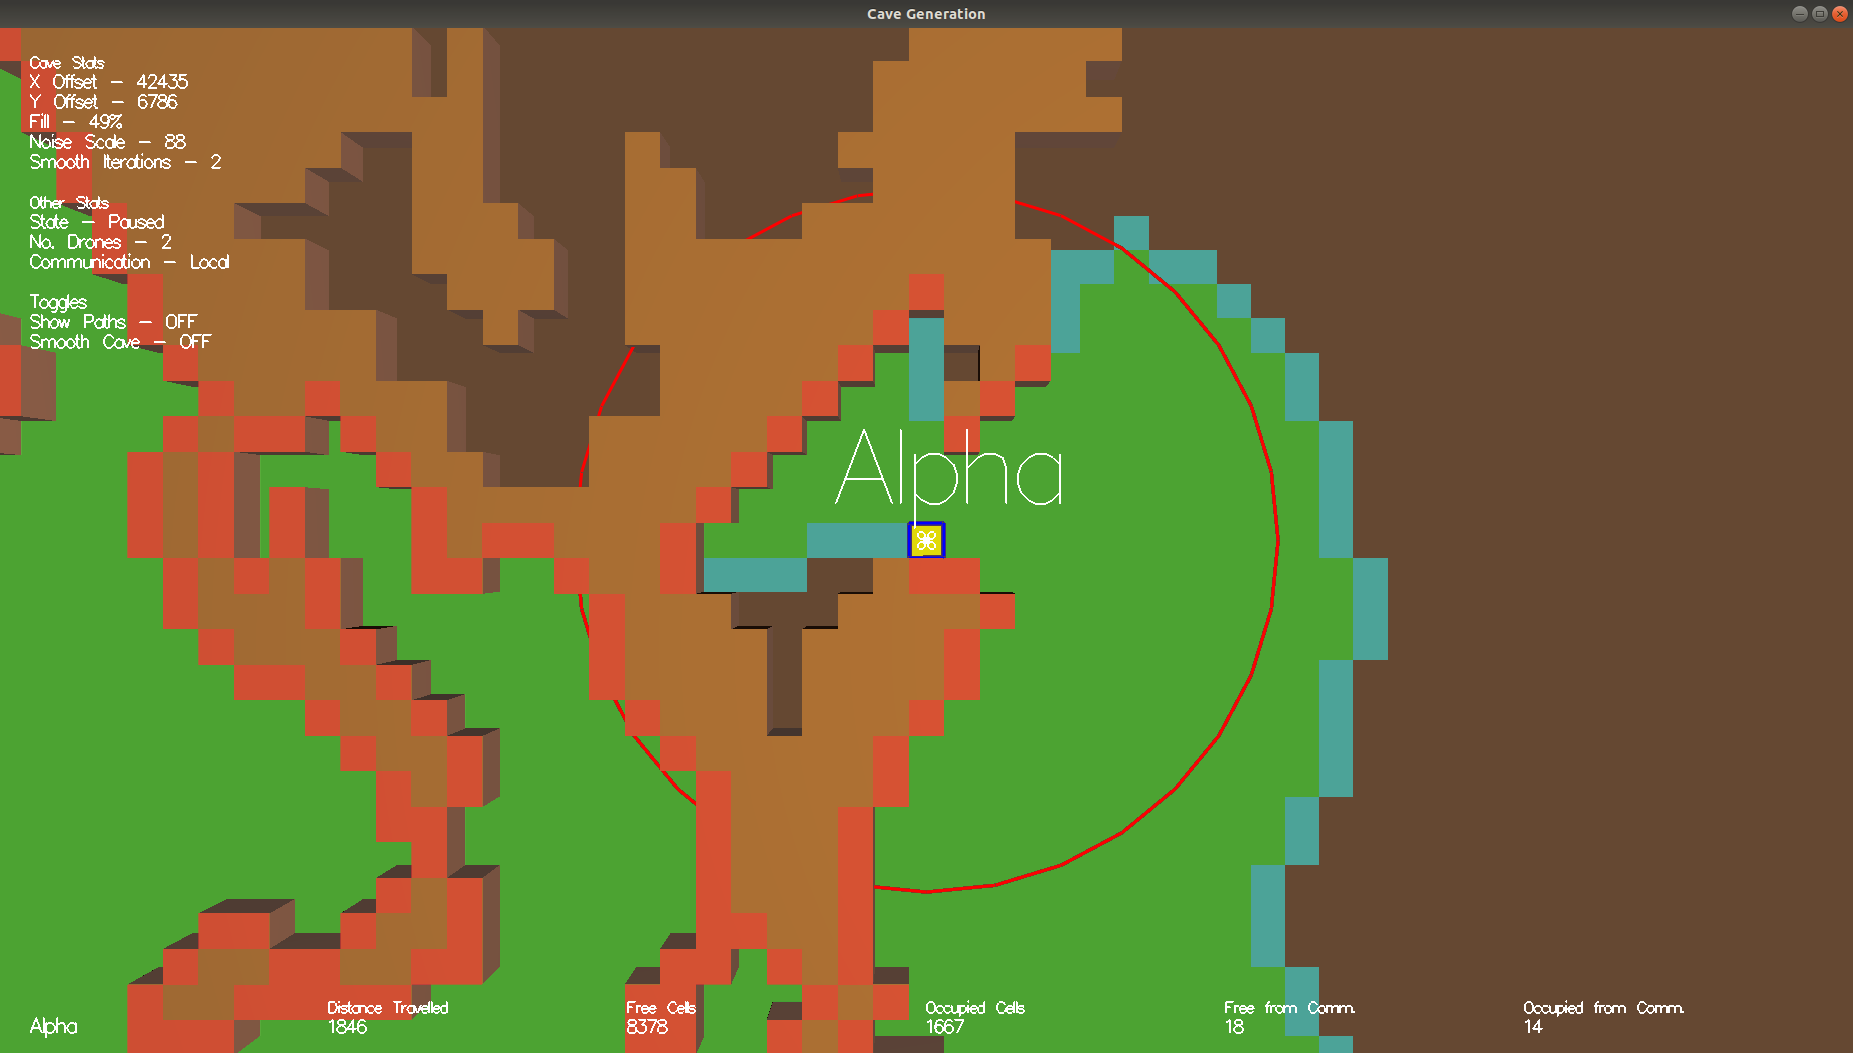 Cave Generation
Cave Stats
X Offset - 42435
Y Offset - 6786
Fill - 49%
Noise Scale - 88
Smooth Iterations - 2
Other Stats
State - Paused
No. Drones - 2
Communication - Local
Toggles
Show Paths - OFF
Smooth Cave - OFF
Alpha
Alpha
Distance Travelled
1846
Free Cells
8378
Occupied Cells
1667
Free from Comm.
18
Occupied from Comm.
14